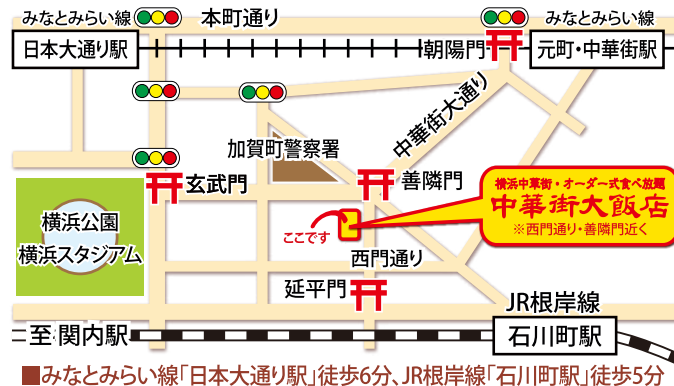 みなとみらい線
本町通り
みなとみらい線
日本大通り駅
朝陽門
元町・中華街駅
中華街大通り
加賀町警察署
玄武門
善隣門
横浜中華街・オーダー式食べ放題
中華街大飯店
※西門通り・善隣門近く
横浜公園
横浜スタジアム
ここです
西門通り
延平門
JR根岸線
至関内駅
石川町駅
■みなとみらい線「日本大通り駅」徒歩6分、JR根岸線「石川町駅」徒歩5分